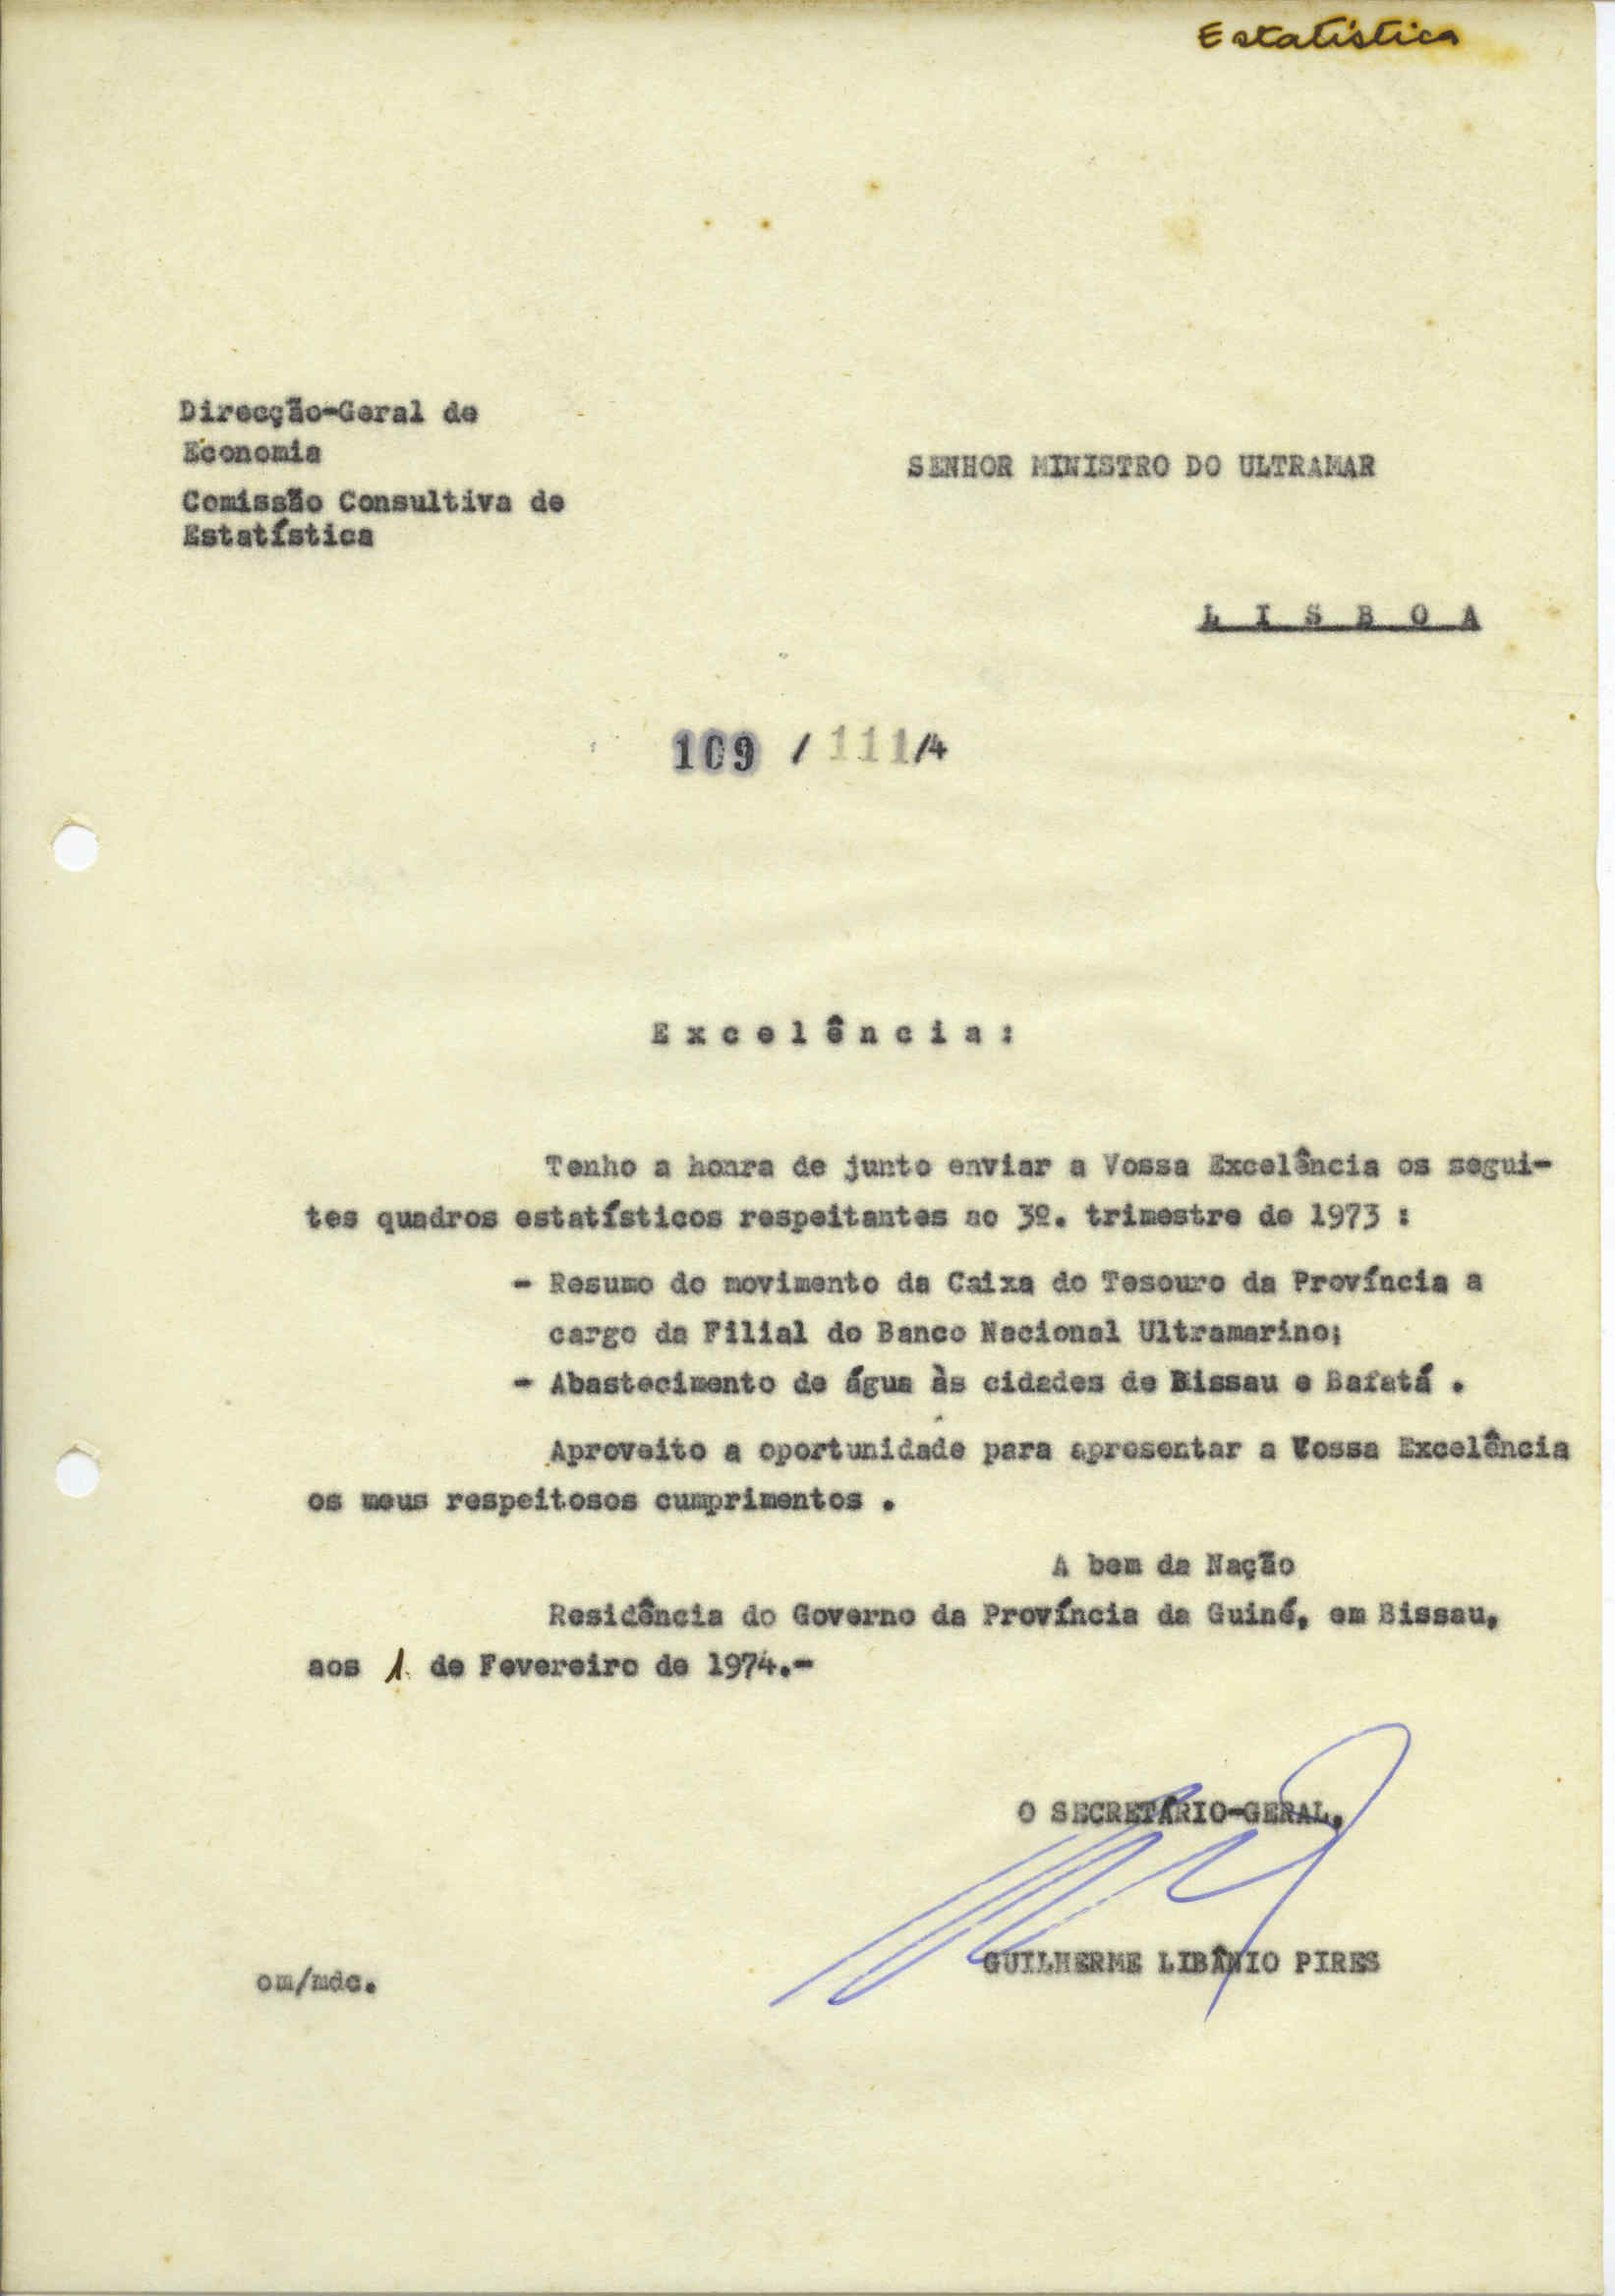 Estatística
Direcção-Geral de
Economia
Comissão Consultiva de
Estatística
SENHOR MINISTRO DO ULTRAMAR
L I S B O A
109 / 111/4
E x c e l ê n c i a :
Tenho a honra de junto enviar a Vossa Excelência os segui-
tes quadros estatísticos respeitantes ao 3º. trimestre de 1973 :
- Resumo do movimento da Caixa do Tesouro da Província a
cargo da Filial do Banco Nacional Ultramarino;
- Abastecimento de água às cidades de Bissau e Bafatá .
Aproveito a oportunidade para apresentar a Vossa Excelência
os meus respeitosos cumprimentos .
A bem da Nação
Residência do Governo da Província da Guiné, em Bissau,
aos 1 de Fevereiro de 1974.-
O SECRETÁRIO-GERAL,
GUILHERME LIBÂNIO PIRES
om/mdc.